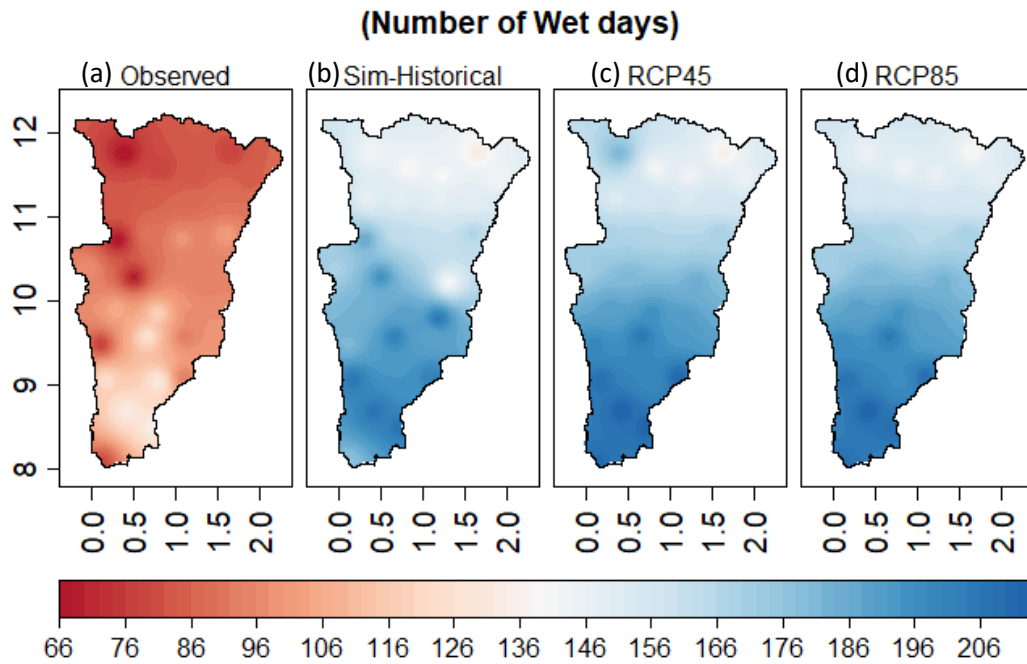 (Number of Wet days)
(a) Observed (b) Sim-Historical (c) RCP45 (d) RCP85
12
11
10
9
8
0.0 0.5 1.0 1.5 2.0 0.0 0.5 1.0 1.5 2.0 0.0 0.5 1.0 1.5 2.0 0.0 0.5 1.0 1.5 2.0
66 76 86 96 106 116 126 136 146 156 166 176 186 196 206